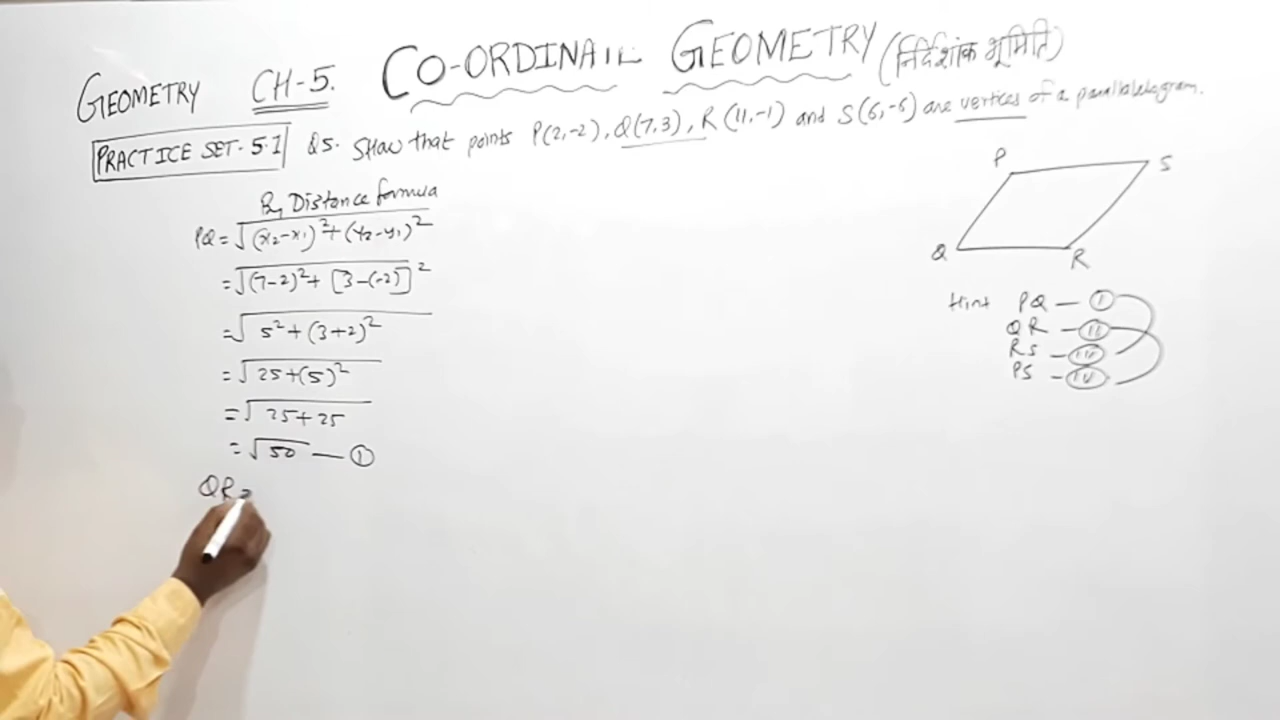 GEOMETRY CH-5. CO-ORDINATE GEOMETRY (निर्देशांक भूमिति)
PRACTICE SET-5.1 Q5. Show that points P(2,-2), Q(7,3), R(11,-1) and S(6,-6) are vertices of a parallelogram.
By Distance formula
PQ = √(x₂-x₁)²+(y₂-y₁)²
= √(7-2)²+[3-(-2)]²
= √5²+(3+2)²
= √25+(5)²
= √25+25
= √50 — ①
QR =
P S
Q R
Hint PQ — ①
QR — ②
RS — ③
PS — ④